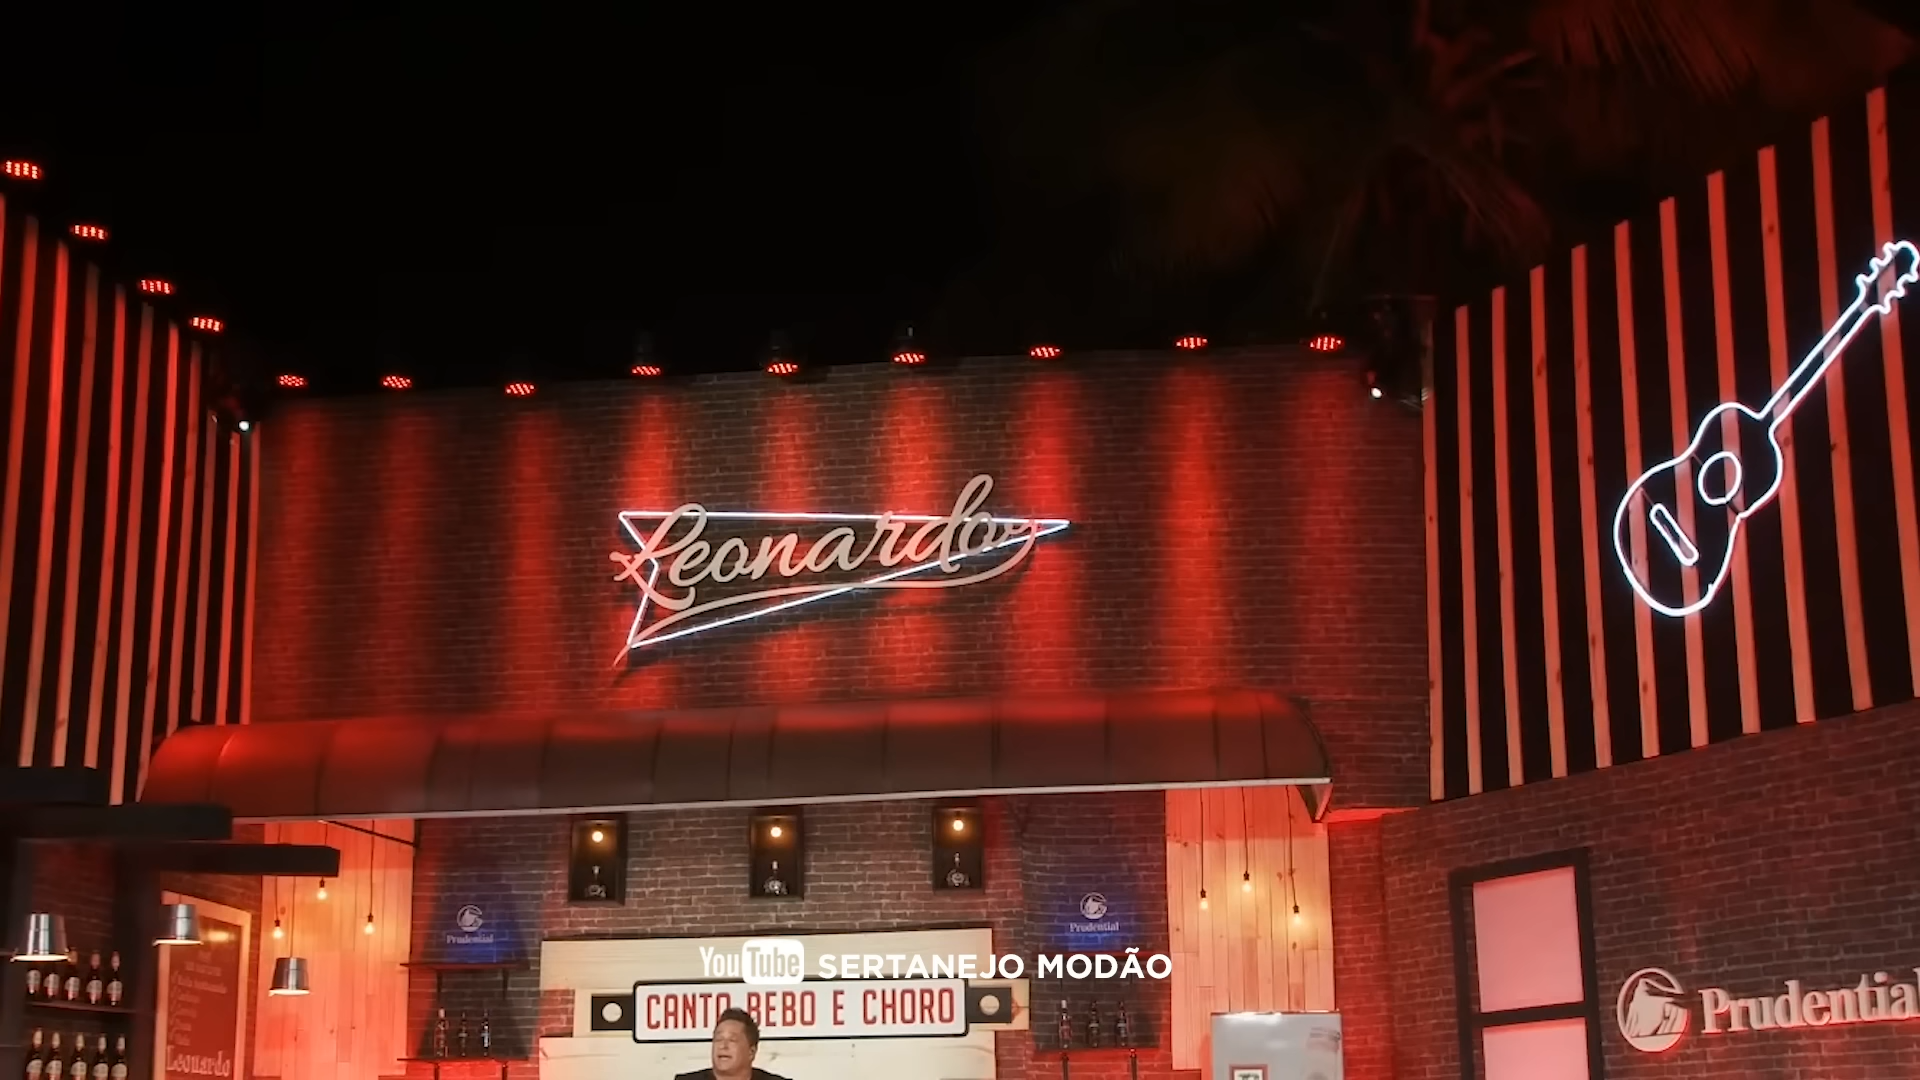 Leonardo
Prudential
Prudential
YouTube SERTANEJO MODÃO
CANTO BEBO E CHORO
Prudential
Leonardo